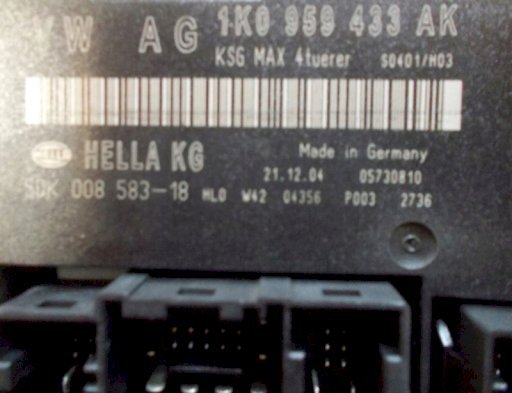 VW AG 1K0 959 433 AK
KSG MAX 4tuerer S0401/H03
HELLA KG Made in Germany
21.12.04 05730810
5DK 008 583-18 HL0 W42 04356 P003 2736